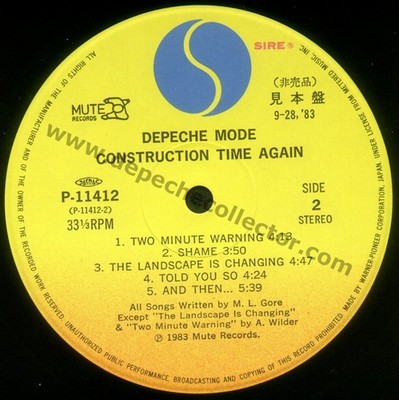 SIRE®
MUTE
RECORDS
(非売品)
見本盤
9-28,'83
DEPECHE MODE
CONSTRUCTION TIME AGAIN
www.depechecollector.com
P-11412
(P-11412-2)
33⅓RPM
SIDE
2
STEREO
1. TWO MINUTE WARNING 4:13
2. SHAME 3:50
3. THE LANDSCAPE IS CHANGING 4:47
4. TOLD YOU SO 4:24
5. AND THEN... 5:39
All Songs Written by M. L. Gore
Except "The Landscape Is Changing"
& "Two Minute Warning" by A. Wilder
℗ 1983 Mute Records.
ALL RIGHTS OF THE MANUFACTURER AND OF THE OWNER OF THE RECORDED WORK RESERVED. UNAUTHORIZED PUBLIC PERFORMANCE, BROADCASTING AND COPYING OF THIS RECORD PROHIBITED. MADE BY WARNER-PIONEER CORPORATION, JAPAN, UNDER LICENSE FROM METERED MUSIC, INC.